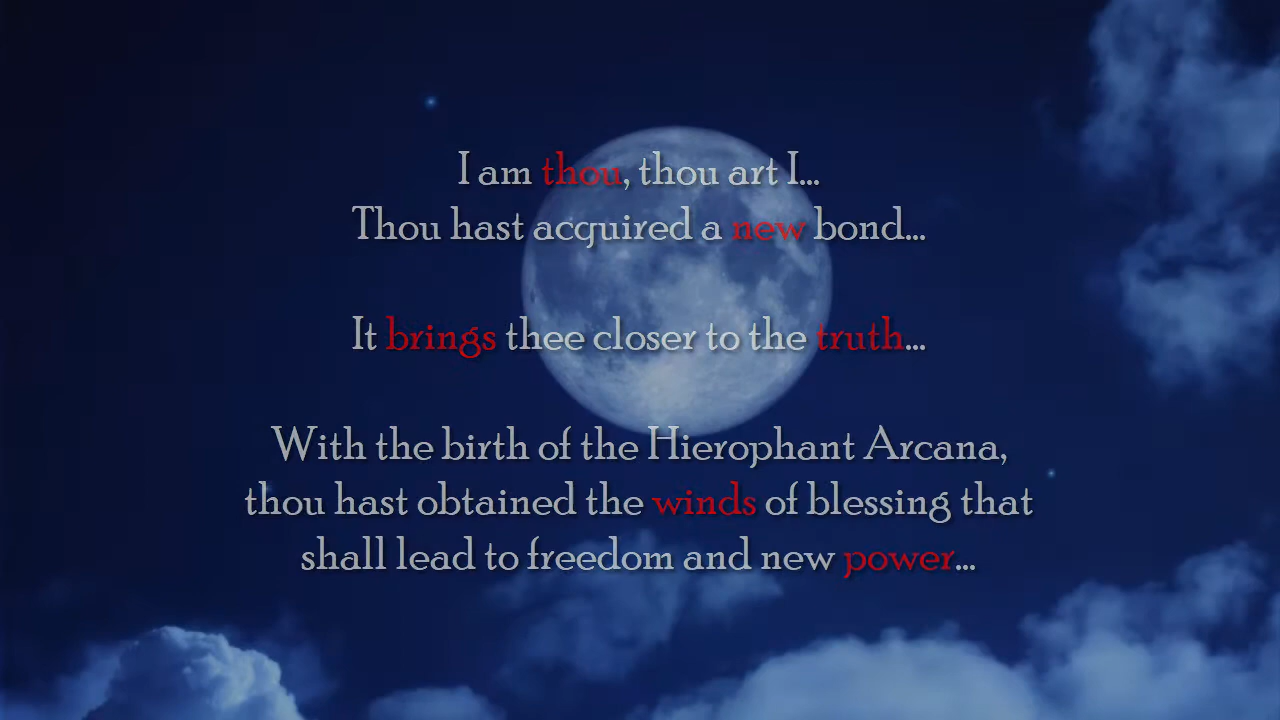 I am thou, thou art I...
Thou hast acquired a new bond...
It brings thee closer to the truth...
With the birth of the Hierophant Arcana,
thou hast obtained the winds of blessing that
shall lead to freedom and new power...